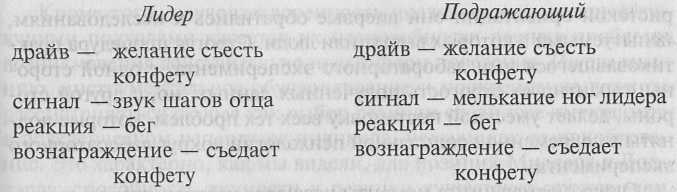 Лидер
драйв — желание съесть
конфету
сигнал — звук шагов отца
реакция — бег
вознаграждение — съедает
конфету
Подражающий
драйв — желание съесть
конфету
сигнал — мелькание ног лидера
реакция — бег
вознаграждение — съедает
конфету